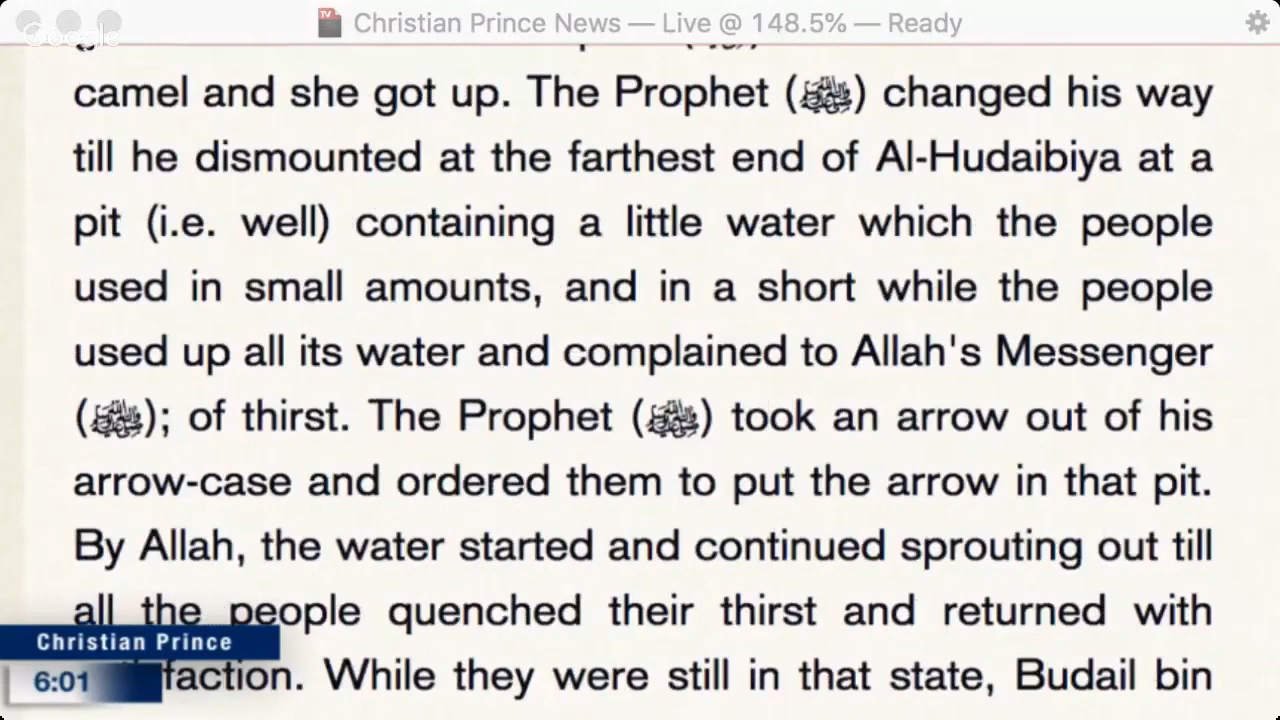 Christian Prince News — Live @ 148.5% — Ready
Google
camel and she got up. The Prophet (ﷺ) changed his way
till he dismounted at the farthest end of Al-Hudaibiya at a
pit (i.e. well) containing a little water which the people
used in small amounts, and in a short while the people
used up all its water and complained to Allah's Messenger
(ﷺ); of thirst. The Prophet (ﷺ) took an arrow out of his
arrow-case and ordered them to put the arrow in that pit.
By Allah, the water started and continued sprouting out till
all the people quenched their thirst and returned with
faction. While they were still in that state, Budail bin
Christian Prince
6:01